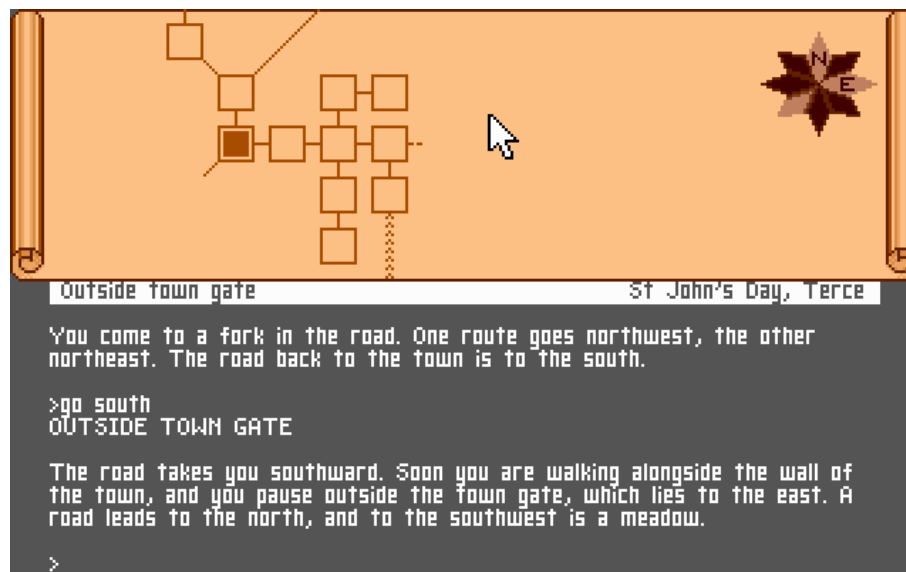 N
E
Outside town gate St John's Day, Terce
You come to a fork in the road. One route goes northwest, the other
northeast. The road back to the town is to the south.
>go south
OUTSIDE TOWN GATE
The road takes you southward. Soon you are walking alongside the wall of
the town, and you pause outside the town gate, which lies to the east. A
road leads to the north, and to the southwest is a meadow.
>